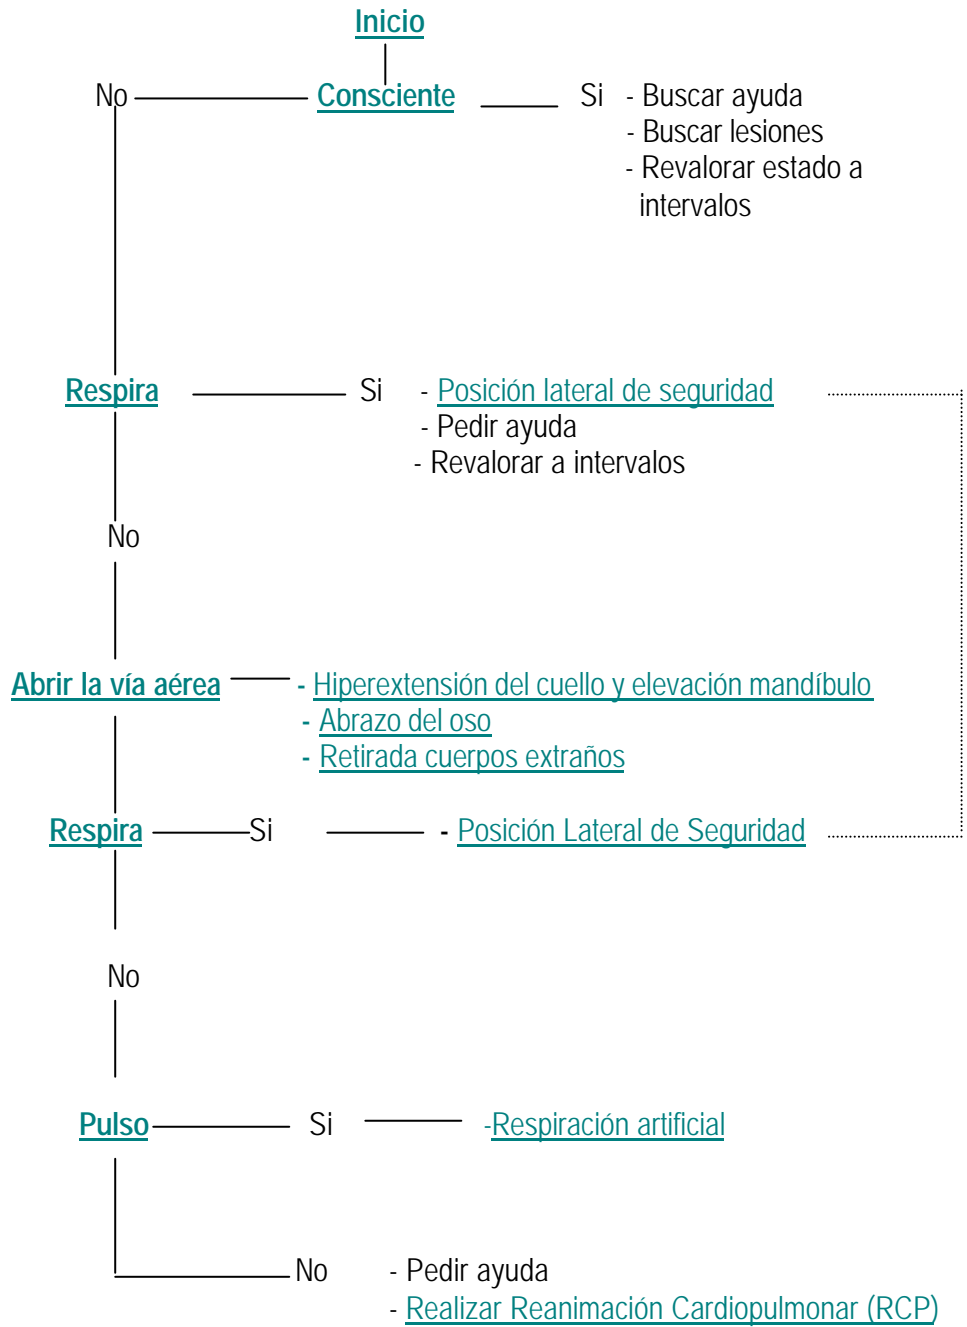 Inicio
No Consciente Si - Buscar ayuda
- Buscar lesiones
- Revalorar estado a
intervalos
Respira Si - Posición lateral de seguridad
- Pedir ayuda
- Revalorar a intervalos
No
Abrir la vía aérea - Hiperextensión del cuello y elevación mandíbulo
- Abrazo del oso
- Retirada cuerpos extraños
Respira Si - Posición Lateral de Seguridad
No
Pulso Si -Respiración artificial
No - Pedir ayuda
- Realizar Reanimación Cardiopulmonar (RCP)